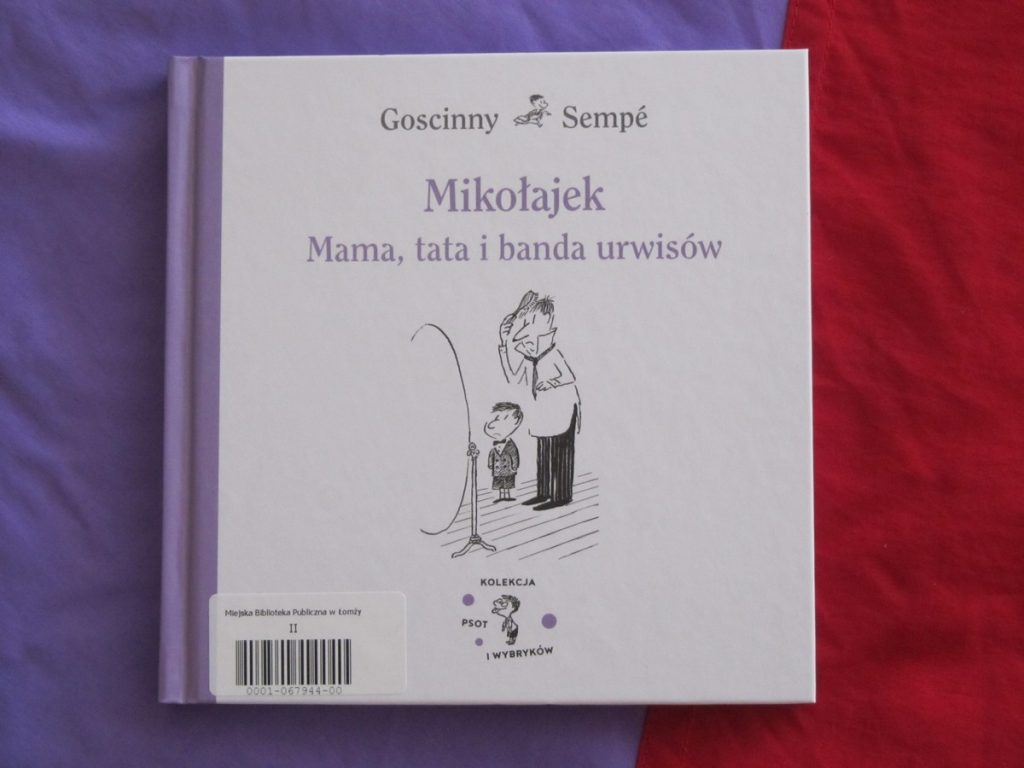 Goscinny Sempé
Mikołajek
Mama, tata i banda urwisów
KOLEKCJA
PSOT
I WYBRYKÓW
Miejska Biblioteka Publiczna w Łomży
II
0001-067944-00